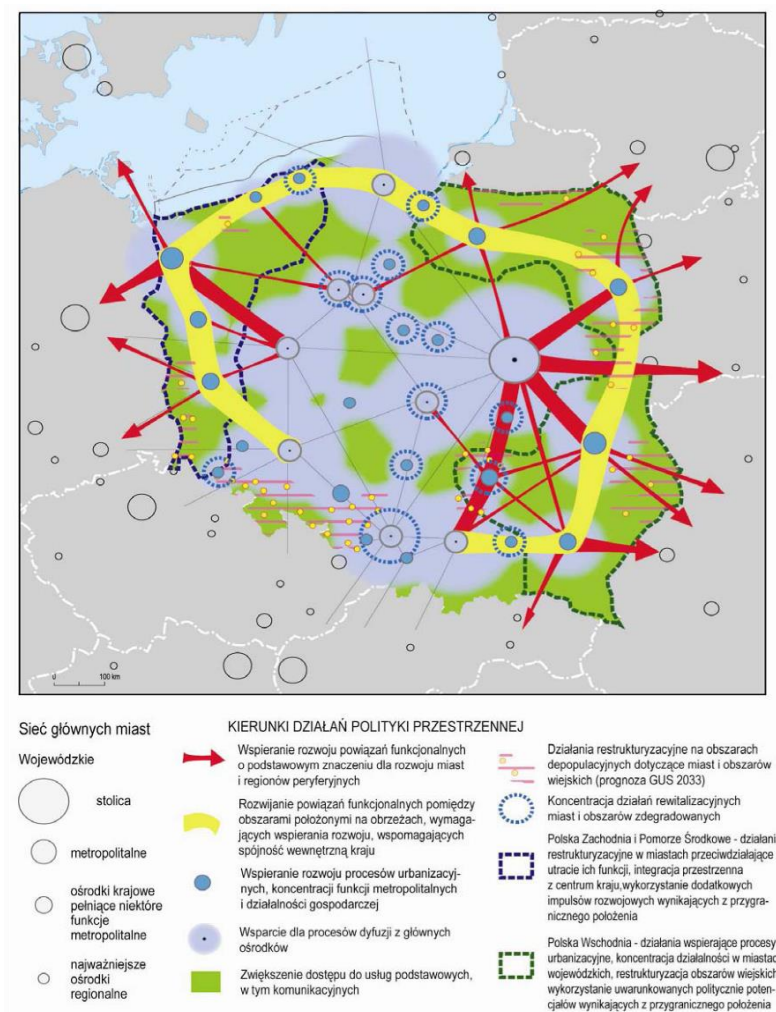 0 100 km
Sieć głównych miast
Wojewódzkie
stolica
metropolitalne
ośrodki krajowe
pełniące niektóre
funkcje
metropolitalne
najważniejsze
ośrodki
regionalne
KIERUNKI DZIAŁAŃ POLITYKI PRZESTRZENNEJ
Wspieranie rozwoju powiązań funkcjonalnych
o podstawowym znaczeniu dla rozwoju miast
i regionów peryferyjnych
Rozwijanie powiązań funkcjonalnych pomiędzy
obszarami położonymi na obrzeżach, wymaga-
jących wspierania rozwoju, wspomagających
spójność wewnętrzną kraju
Wspieranie rozwoju procesów urbanizacyj-
nych, koncentracji funkcji metropolitalnych
i działalności gospodarczej
Wsparcie dla procesów dyfuzji z głównych
ośrodków
Zwiększenie dostępu do usług podstawowych,
w tym komunikacyjnych
Działania restrukturyzacyjne na obszarach
depopulacyjnych dotyczące miast i obszarów
wiejskich (prognoza GUS 2033)
Koncentracja działań rewitalizacyjnych
miast i obszarów zdegradowanych
Polska Zachodnia i Pomorze Środkowe - działani
restrukturyzacyjne w miastach przeciwdziałające
utracie ich funkcji, integracja przestrzenna
z centrum kraju,wykorzystanie dodatkowych
impulsów rozwojowych wynikających z przygra-
nicznego położenia
Polska Wschodnia - działania wspierające procesy
urbanizacyjne, koncentracja działalności w miastac
wojewódzkich, restrukturyzacja obszarów wiejskich
wykorzystanie uwarunkowanych politycznie poten-
cjałów wynikających z przygranicznego położenia